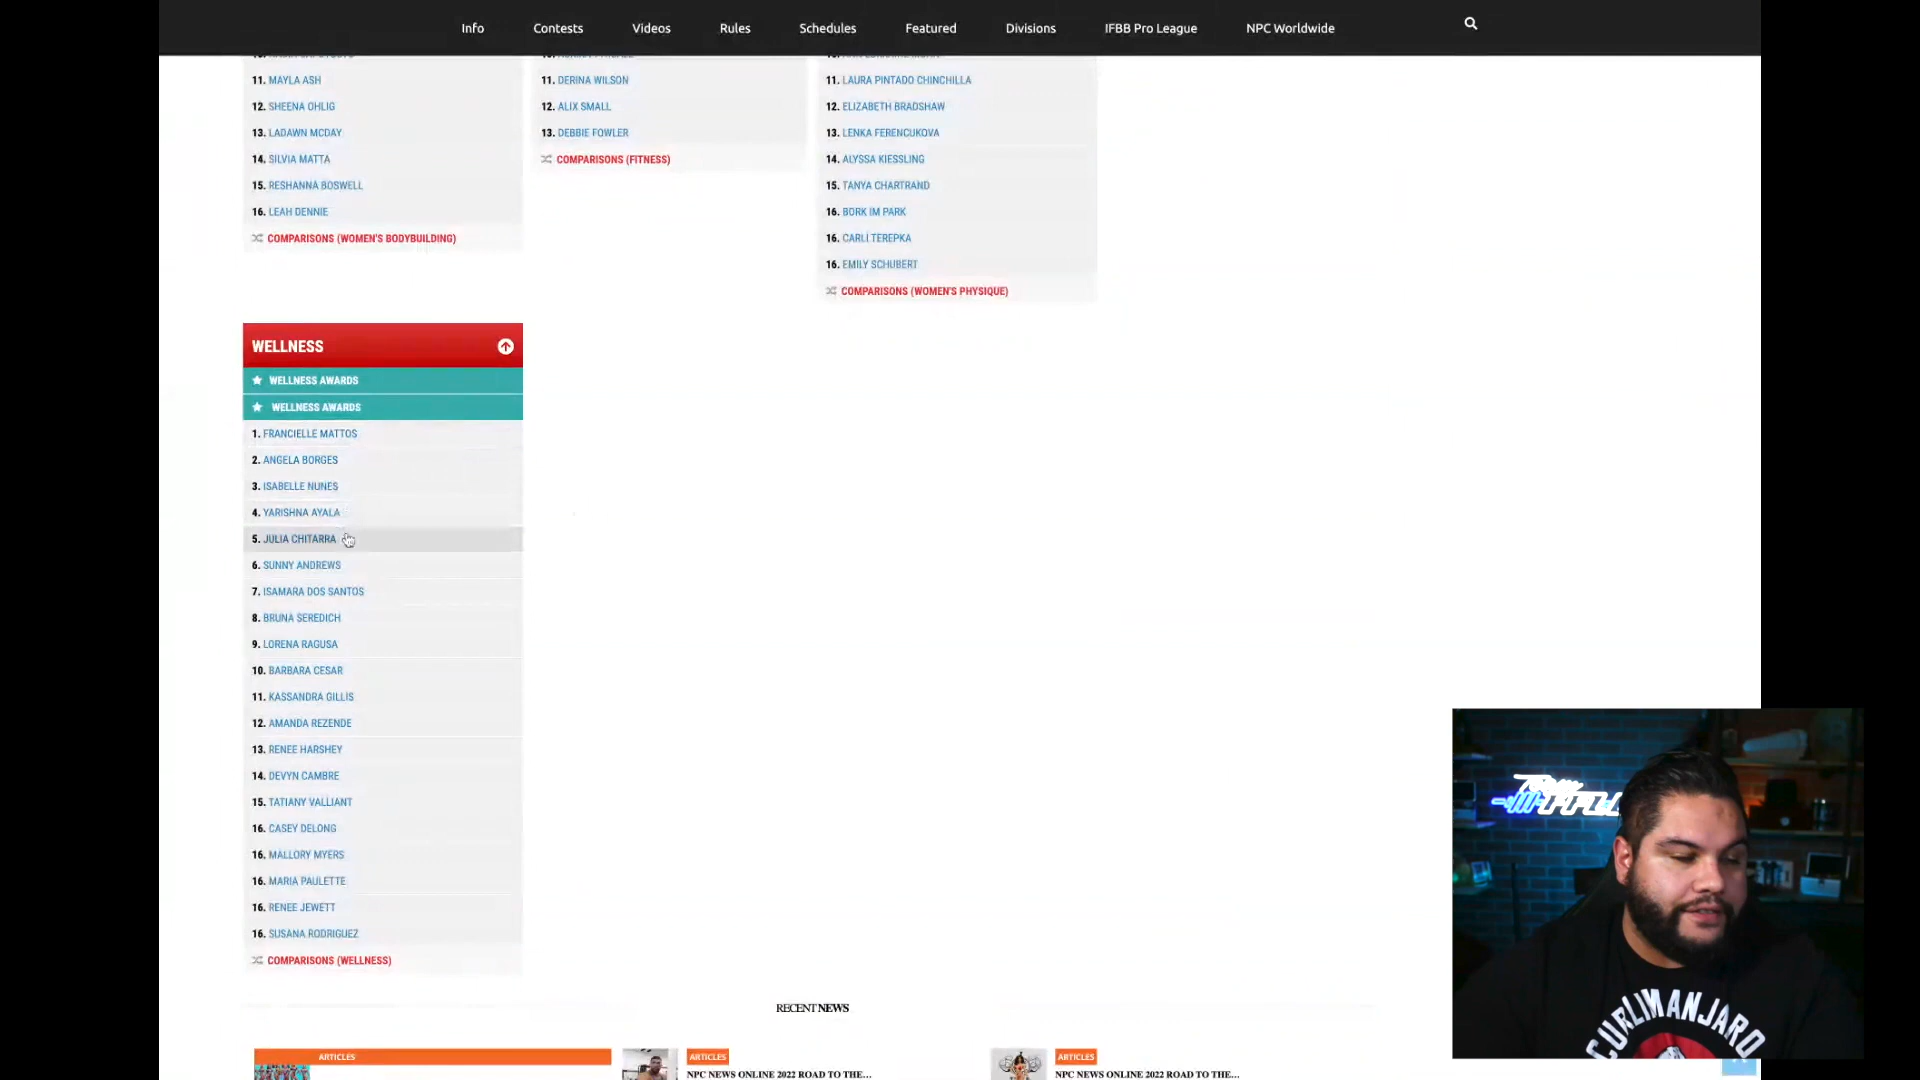 Info Contests Videos Rules Schedules Featured Divisions IFBB Pro League NPC Worldwide
11. MAYLA ASH
12. SHEENA OHLIG
13. LADAWN MCDAY
14. SILVIA MATTA
15. RESHANNA BOSWELL
16. LEAH DENNIE
COMPARISONS (WOMEN'S BODYBUILDING)
11. DERINA WILSON
12. ALIX SMALL
13. DEBBIE FOWLER
COMPARISONS (FITNESS)
11. LAURA PINTADO CHINCHILLA
12. ELIZABETH BRADSHAW
13. LENKA FERENCUKOVA
14. ALYSSA KIESSLING
15. TANYA CHARTRAND
16. BORK IM PARK
16. CARLI TEREPKA
16. EMILY SCHUBERT
COMPARISONS (WOMEN'S PHYSIQUE)
WELLNESS
WELLNESS AWARDS
WELLNESS AWARDS
1. FRANCIELLE MATTOS
2. ANGELA BORGES
3. ISABELLE NUNES
4. YARISHNA AYALA
5. JULIA CHITARRA
6. SUNNY ANDREWS
7. ISAMARA DOS SANTOS
8. BRUNA SEREDICH
9. LORENA RAGUSA
10. BARBARA CESAR
11. KASSANDRA GILLIS
12. AMANDA REZENDE
13. RENEE HARSHEY
14. DEVYN CAMBRE
15. TATIANY VALLIANT
16. CASEY DELONG
16. MALLORY MYERS
16. MARIA PAULETTE
16. RENEE JEWETT
16. SUSANA RODRIGUEZ
COMPARISONS (WELLNESS)
RECENT NEWS
ARTICLES
ARTICLES
NPC NEWS ONLINE 2022 ROAD TO THE...
ARTICLES
NPC NEWS ONLINE 2022 ROAD TO THE...
CURLIMANJARO